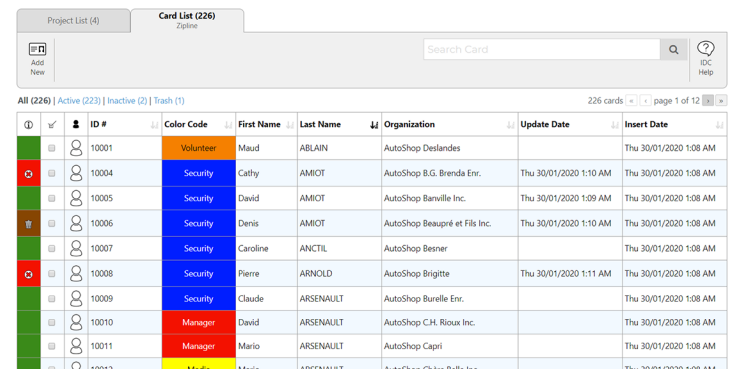 Project List (4)
Card List (226)
Zipline
Add
New
Search Card
IDC
Help
All (226) | Active (223) | Inactive (2) | Trash (1)
226 cards « ‹ page 1 of 12 › »
ID # Color Code First Name Last Name Organization Update Date Insert Date
10001 Volunteer Maud ABLAIN AutoShop Deslandes Thu 30/01/2020 1:08 AM
10004 Security Cathy AMIOT AutoShop B.G. Brenda Enr. Thu 30/01/2020 1:10 AM Thu 30/01/2020 1:08 AM
10005 Security David AMIOT AutoShop Banville Inc. Thu 30/01/2020 1:09 AM Thu 30/01/2020 1:08 AM
10006 Security Denis AMIOT AutoShop Beaupré et Fils Inc. Thu 30/01/2020 1:10 AM Thu 30/01/2020 1:08 AM
10007 Security Caroline ANCTIL AutoShop Besner Thu 30/01/2020 1:08 AM
10008 Security Pierre ARNOLD AutoShop Brigitte Thu 30/01/2020 1:11 AM Thu 30/01/2020 1:08 AM
10009 Security Claude ARSENAULT AutoShop Burelle Enr. Thu 30/01/2020 1:08 AM
10010 Manager David ARSENAULT AutoShop C.H. Rioux Inc. Thu 30/01/2020 1:08 AM
10011 Manager Mario ARSENAULT AutoShop Capri Thu 30/01/2020 1:08 AM